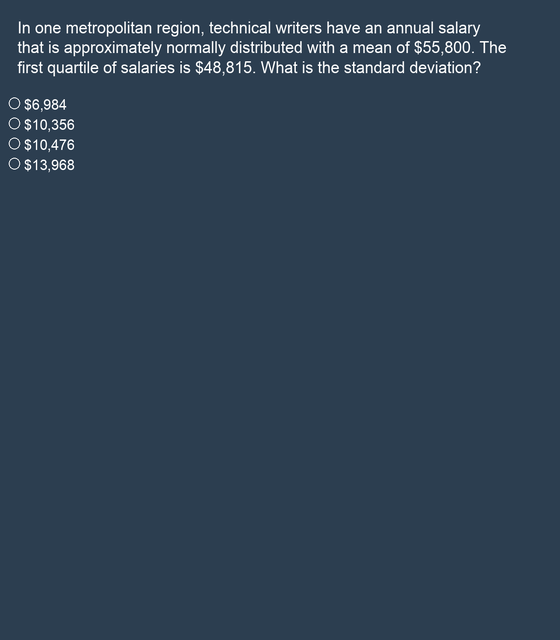 In one metropolitan region, technical writers have an annual salary
that is approximately normally distributed with a mean of $55,800. The
first quartile of salaries is $48,815. What is the standard deviation?
$6,984
$10,356
$10,476
$13,968